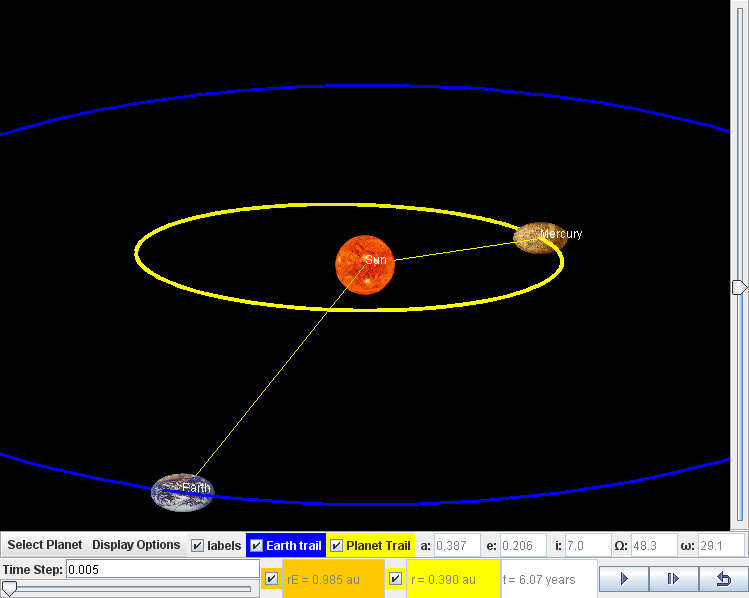 Mercury
Sun
Earth
Select Planet Display Options labels Earth trail Planet Trail a: 0.387 e: 0.206 i: 7.0 Ω: 48.3 ω: 29.1
Time Step: 0.005
rE = 0.985 au r = 0.390 au t = 6.07 years